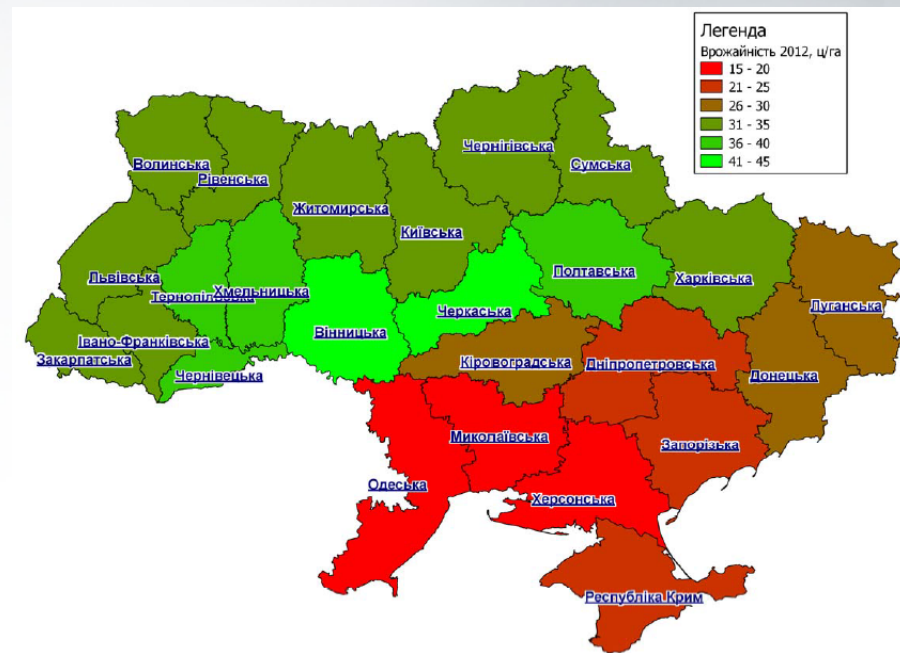 Легенда
Врожайність 2012, ц/га
15 - 20
21 - 25
26 - 30
31 - 35
36 - 40
41 - 45
Чернігівська
Волинська
Сумська
Рівенська
Житомирська
Київська
Львівська
Полтавська
Харківська
Тернопільська
Хмельницька
Луганська
Черкаська
Вінницька
Івано-Франківська
Закарпатська
Кіровоградська
Дніпропетровська
Чернівецька
Донецька
Миколаївська
Запорізька
Одеська
Херсонська
Республіка Крим